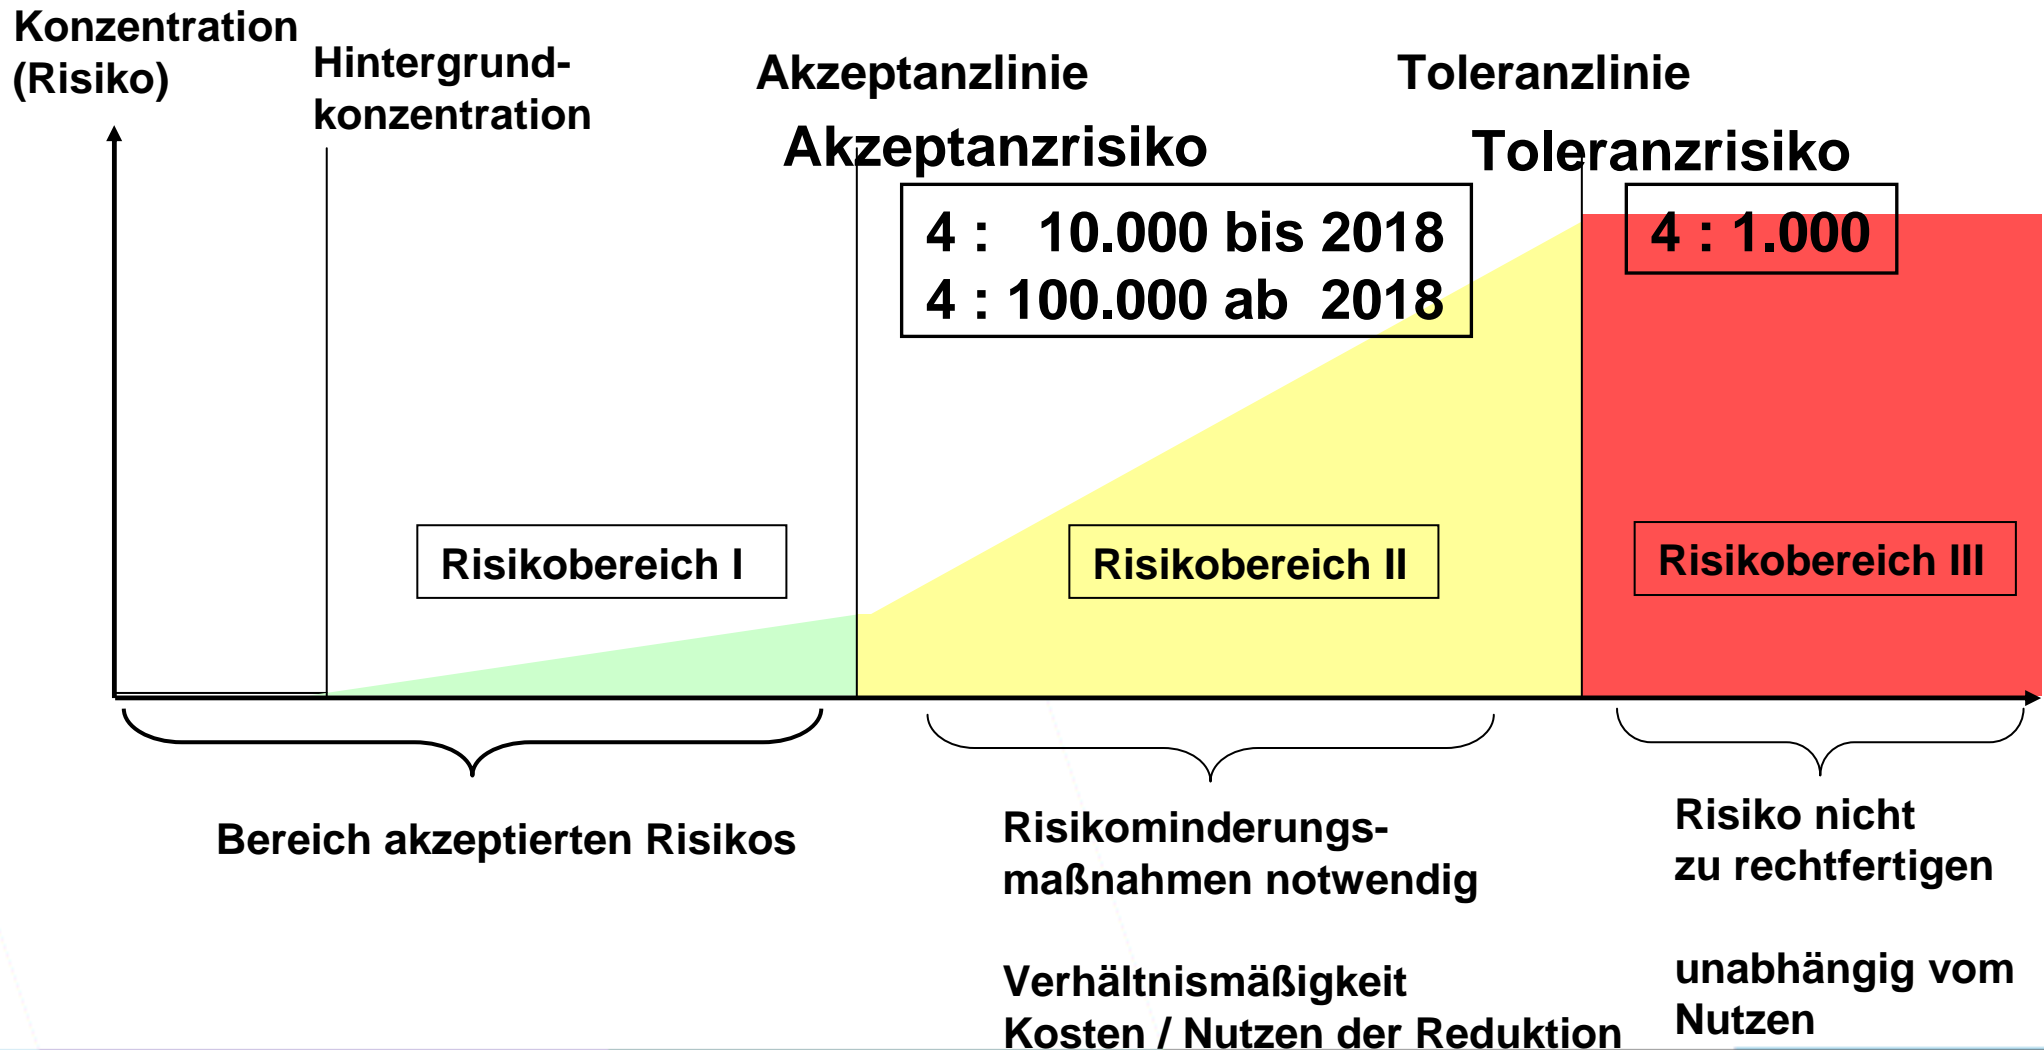 Konzentration
(Risiko)
Hintergrund-
konzentration
Akzeptanzlinie
Toleranzlinie
Akzeptanzrisiko
Toleranzrisiko
4 : 10.000 bis 2018
4 : 100.000 ab 2018
4 : 1.000
Risikobereich I
Risikobereich II
Risikobereich III
Bereich akzeptierten Risikos
Risikominderungs-
maßnahmen notwendig
Verhältnismäßigkeit
Kosten / Nutzen der Reduktion
Risiko nicht
zu rechtfertigen
unabhängig vom
Nutzen